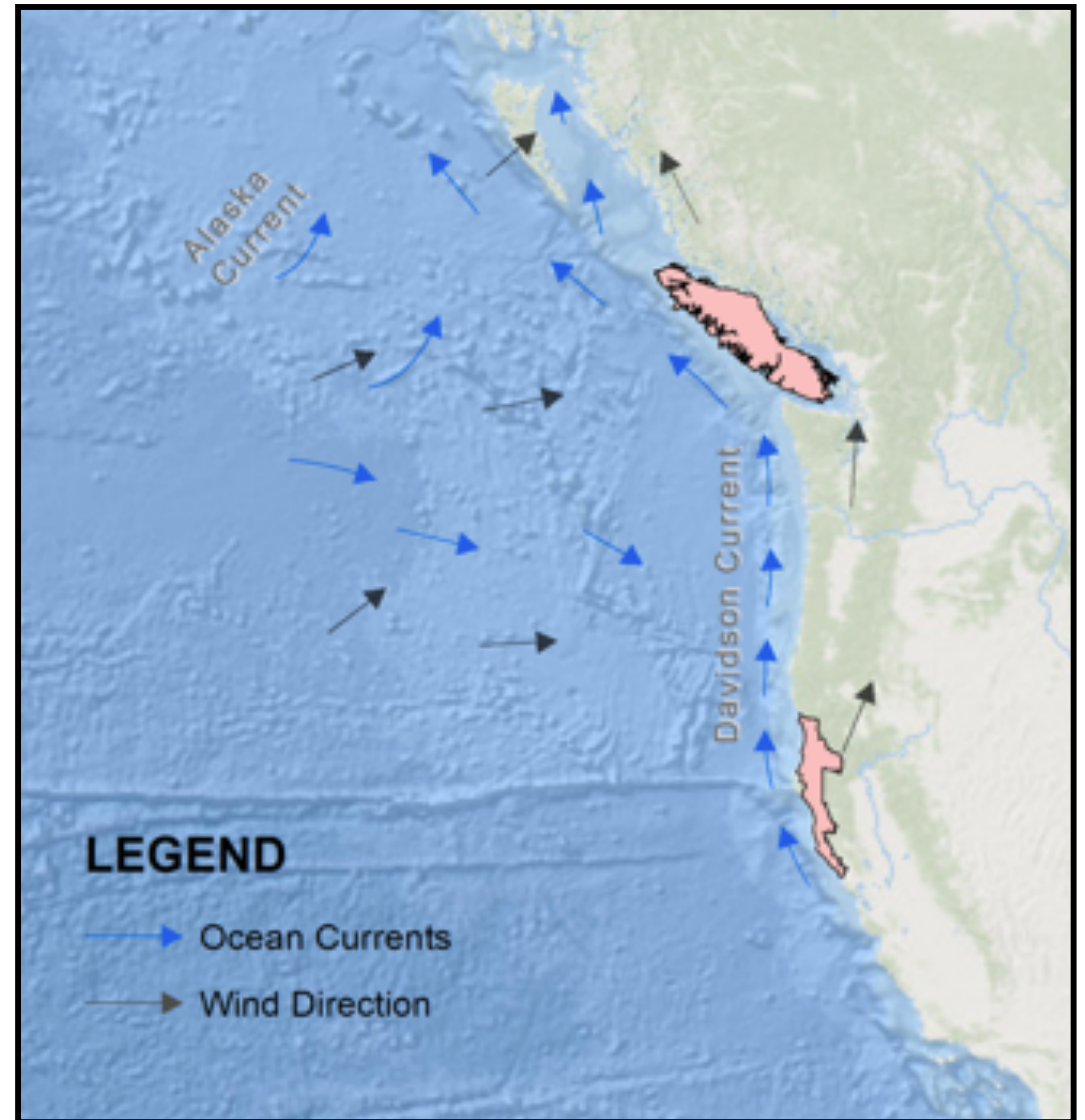 Alaska
Current
Davidson Current
LEGEND
Ocean Currents
Wind Direction